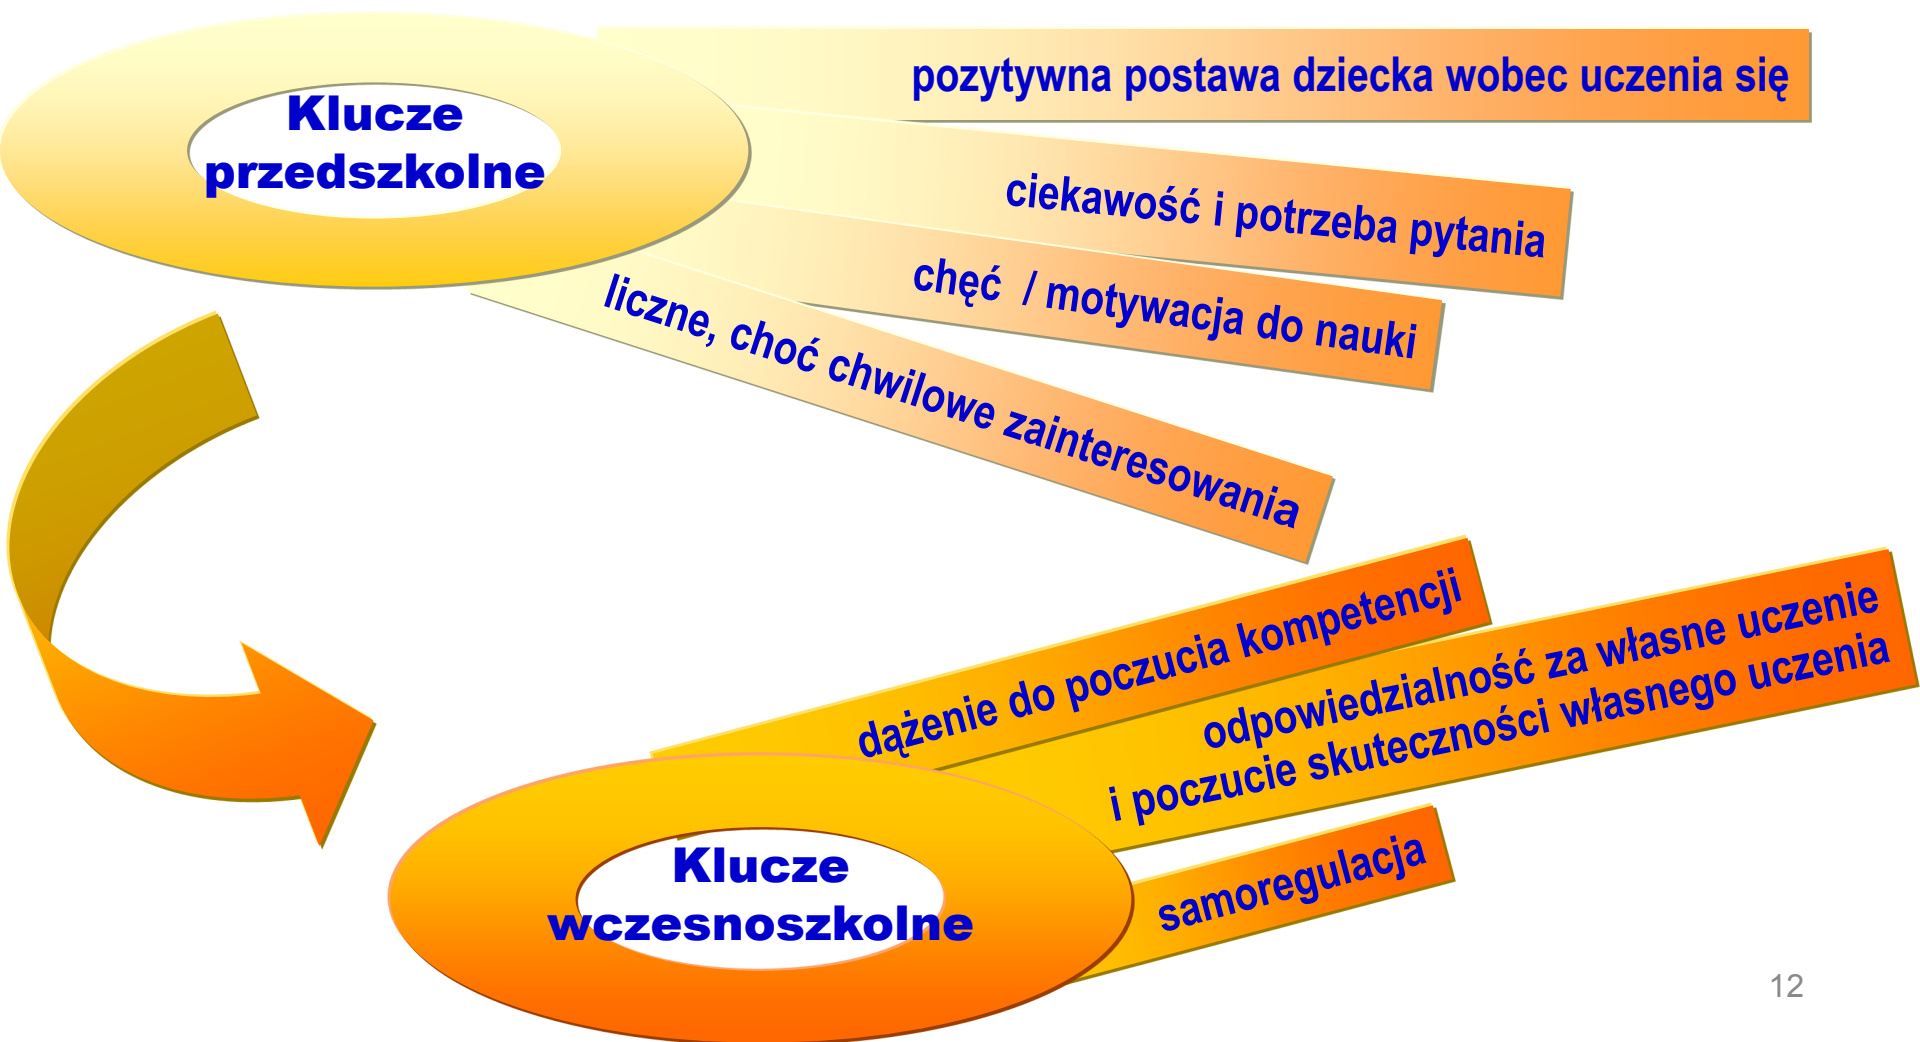 Klucze
przedszkolne
pozytywna postawa dziecka wobec uczenia się
ciekawość i potrzeba pytania
chęć / motywacja do nauki
liczne, choć chwilowe zainteresowania
dążenie do poczucia kompetencji
odpowiedzialność za własne uczenie
i poczucie skuteczności własnego uczenia
samoregulacja
Klucze
wczesnoszkolne
12